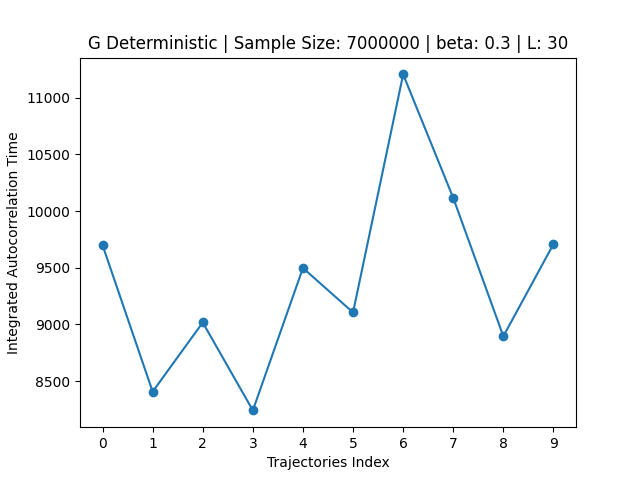 G Deterministic | Sample Size: 7000000 | beta: 0.3 | L: 30
Integrated Autocorrelation Time
11000
10500
10000
9500
9000
8500
0 1 2 3 4 5 6 7 8 9
Trajectories Index